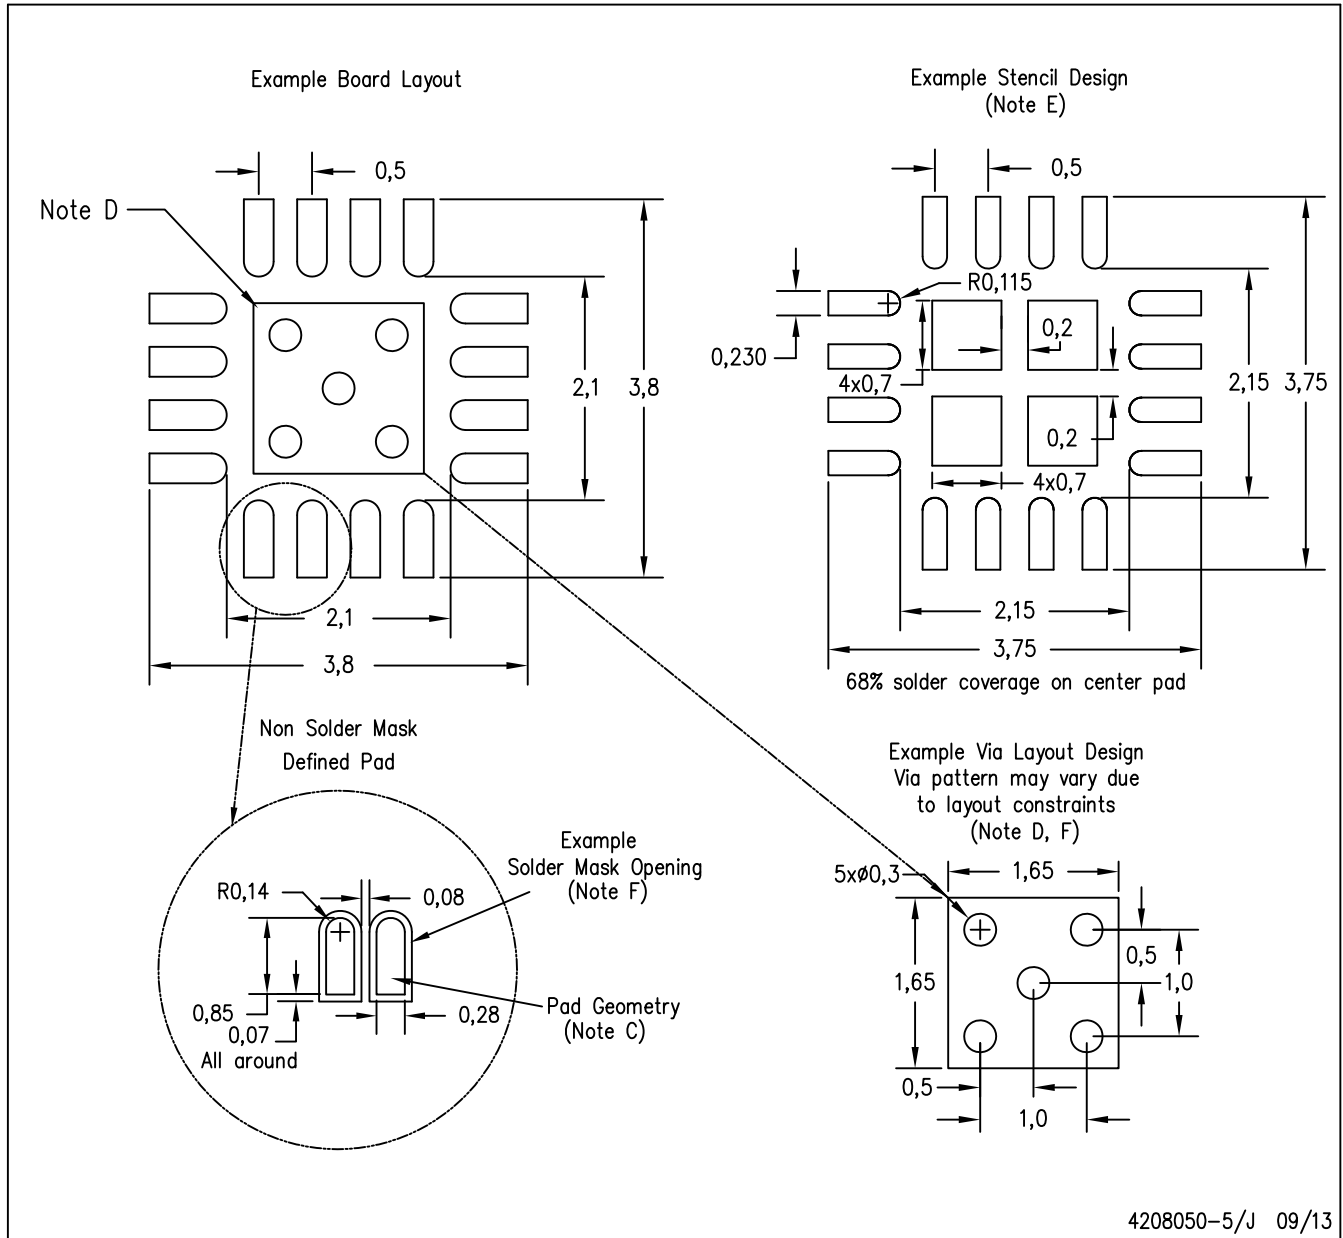 Example Board Layout
0,5
Note D
2,1
3,8
2,1
3,8
Example Stencil Design
(Note E)
0,5
R0,115
0,230
0,2
4x0,7
2,15
3,75
0,2
4x0,7
2,15
3,75
68% solder coverage on center pad
Non Solder Mask
Defined Pad
Example
Solder Mask Opening
(Note F)
R0,14
0,08
0,85
0,07
All around
0,28
Pad Geometry
(Note C)
Example Via Layout Design
Via pattern may vary due
to layout constraints
(Note D, F)
5xø0,3
1,65
0,5
1,65
1,0
0,5
1,0
4208050-5/J 09/13